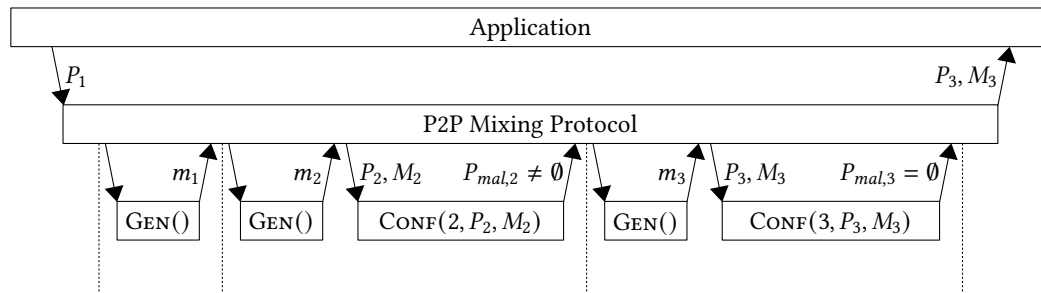 Application
P₁
P₃, M₃
P2P Mixing Protocol
m₁ m₂ P₂, M₂ Pₘₐₗ,₂ ≠ ∅ m₃ P₃, M₃ Pₘₐₗ,₃ = ∅
GEN() GEN() CONF(2, P₂, M₂) GEN() CONF(3, P₃, M₃)